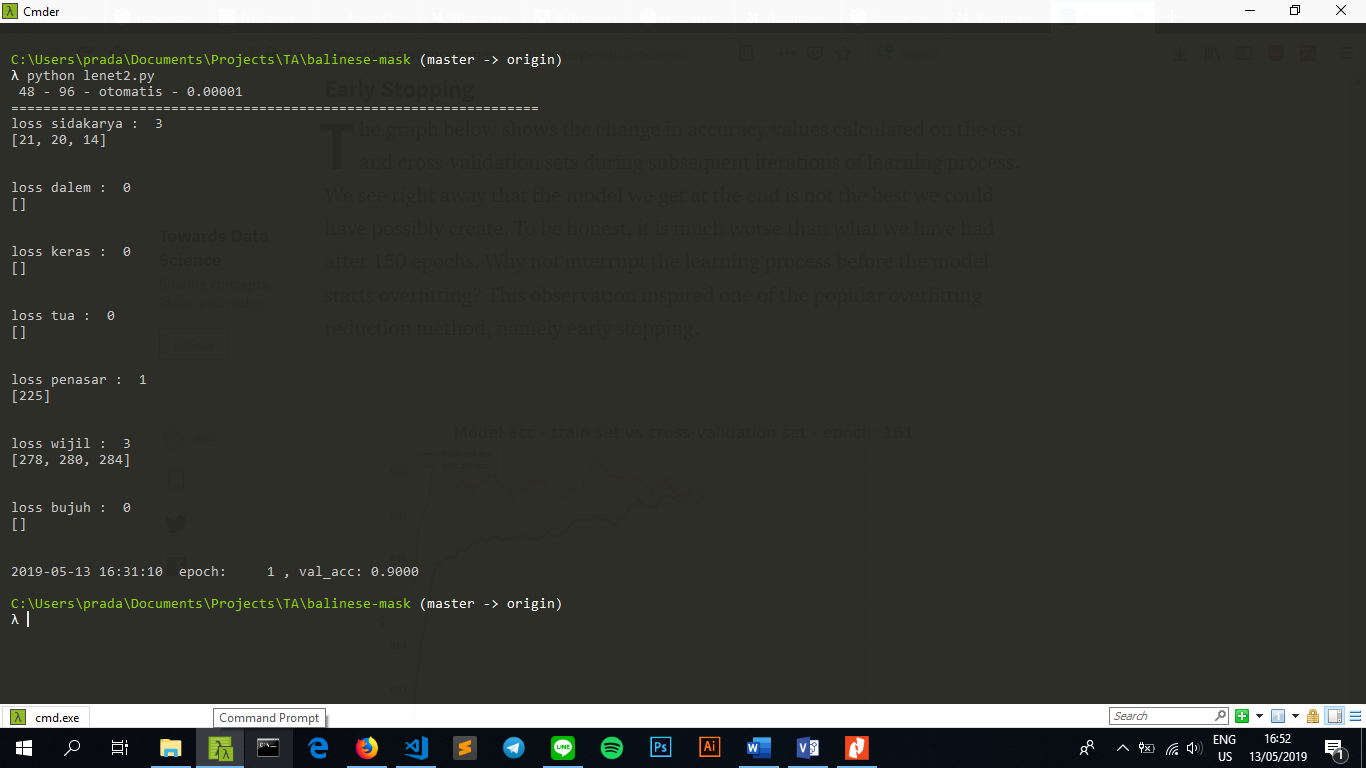 Cmder
C:\Users\prada\Documents\Projects\TA\balinese-mask (master -> origin)
λ python lenet2.py
48 - 96 - otomatis - 0.00001
==================================================================
loss sidakarya :  3
[21, 20, 14]
loss dalem :  0
[]
loss keras :  0
[]
loss tua :  0
[]
loss penasar :  1
[225]
loss wijil :  3
[278, 280, 284]
loss bujuh :  0
[]
2019-05-13 16:31:10  epoch:     1 , val_acc: 0.9000
C:\Users\prada\Documents\Projects\TA\balinese-mask (master -> origin)
λ
Early Stopping
The graph below shows the change in accuracy values calculated on the test
and cross-validation sets during subsequent iterations of learning process.
We see right away that the model we get at the end is not the best we could
have possibly create. To be honest, it is much worse than what we have had
after 150 epochs. Why not interrupt the learning process before the model
starts overfitting? This observation inspired one of the popular overfitting
reduction method, namely early stopping.
Towards Data
Science
Model acc - train set vs cross-validation set - epoch: 161
cmd.exe
Command Prompt
Search
Ps
Ai
LINE
ENG
US
16:52
13/05/2019
1